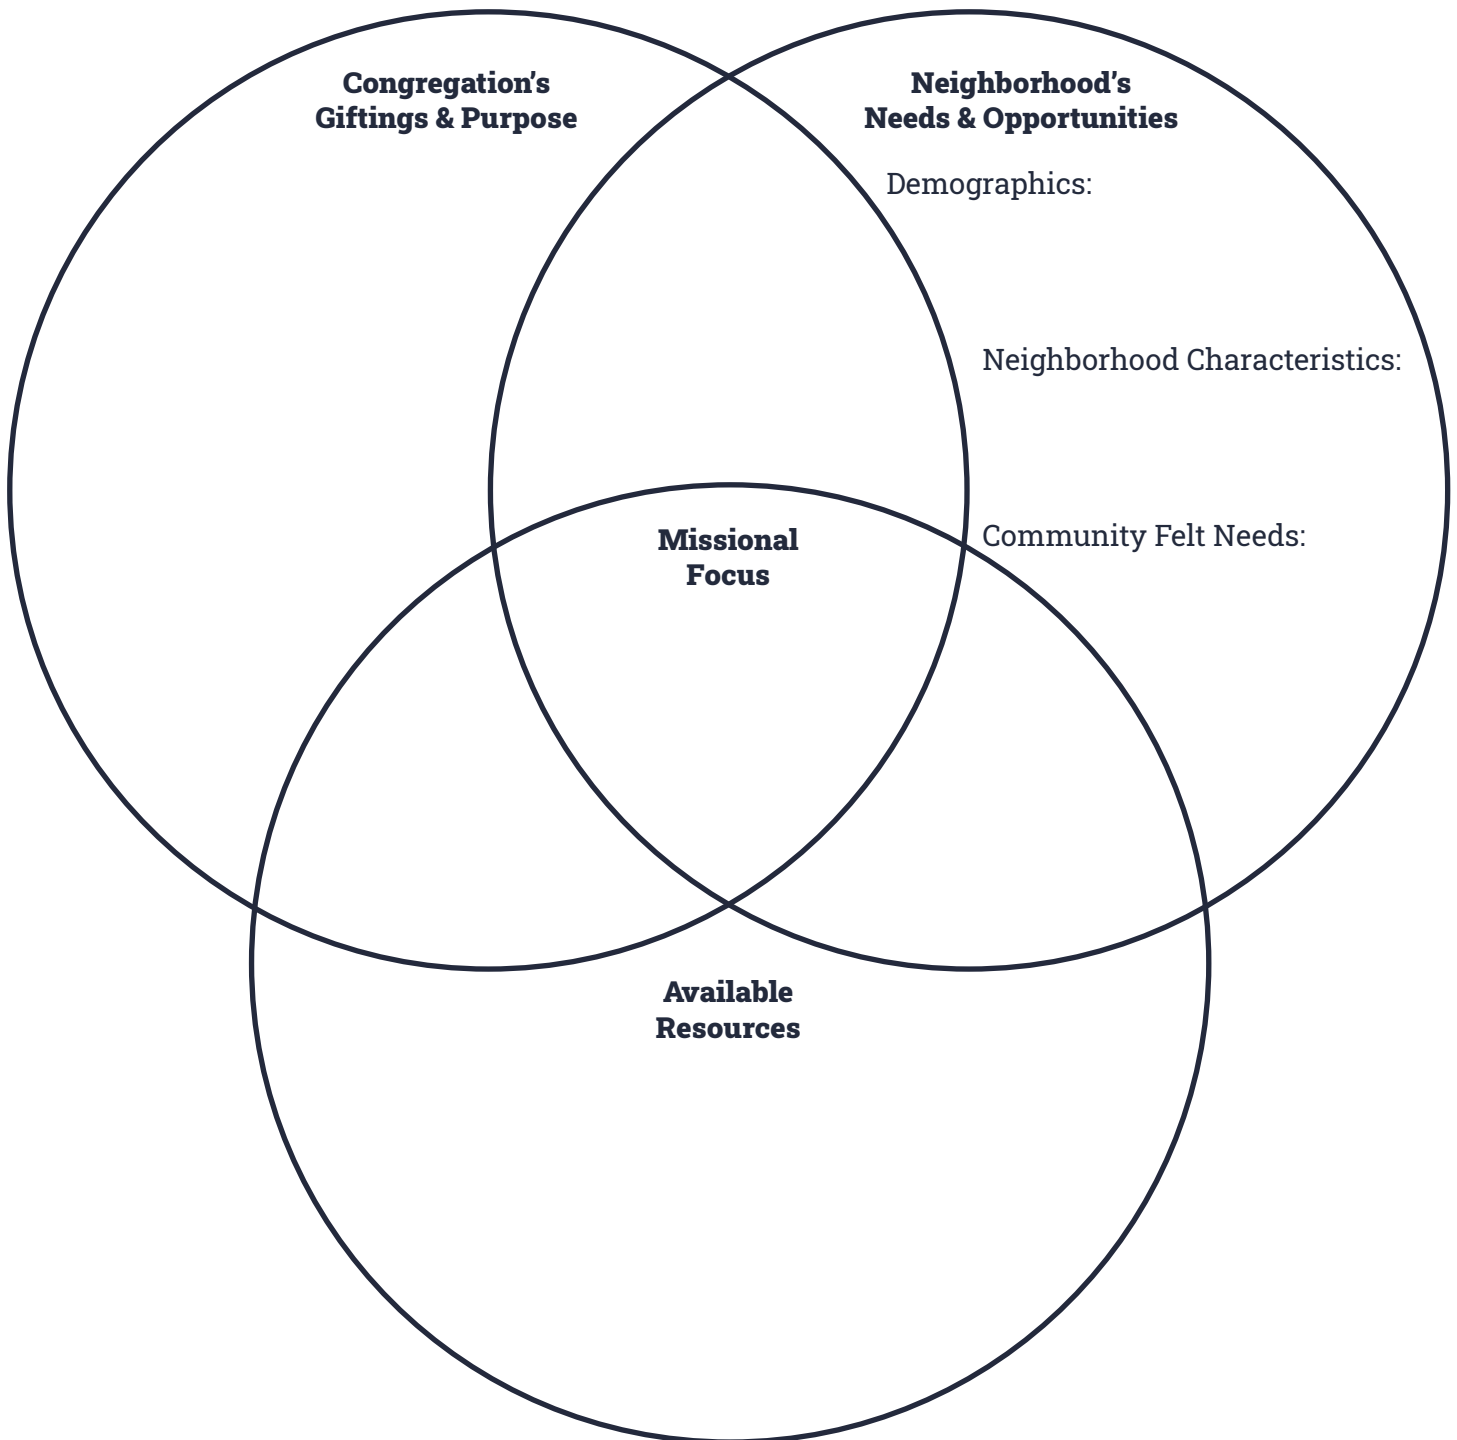 Congregation’s
Giftings & Purpose
Neighborhood’s
Needs & Opportunities
Demographics:
Neighborhood Characteristics:
Community Felt Needs:
Missional
Focus
Available
Resources